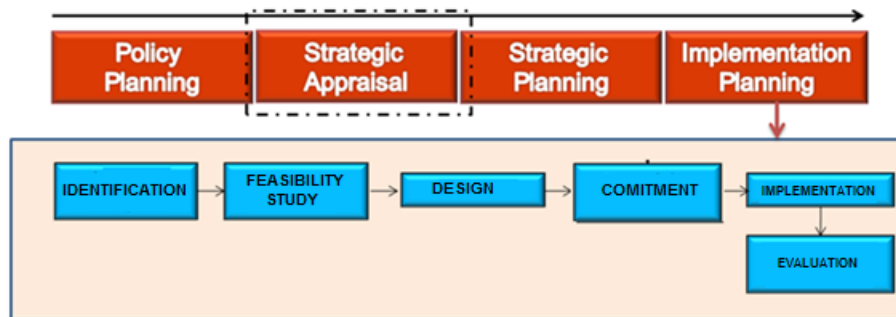 Policy
Planning
Strategic
Appraisal
Strategic
Planning
Implementation
Planning
IDENTIFICATION
FEASIBILITY
STUDY
DESIGN
COMITMENT
IMPLEMENTATION
EVALUATION